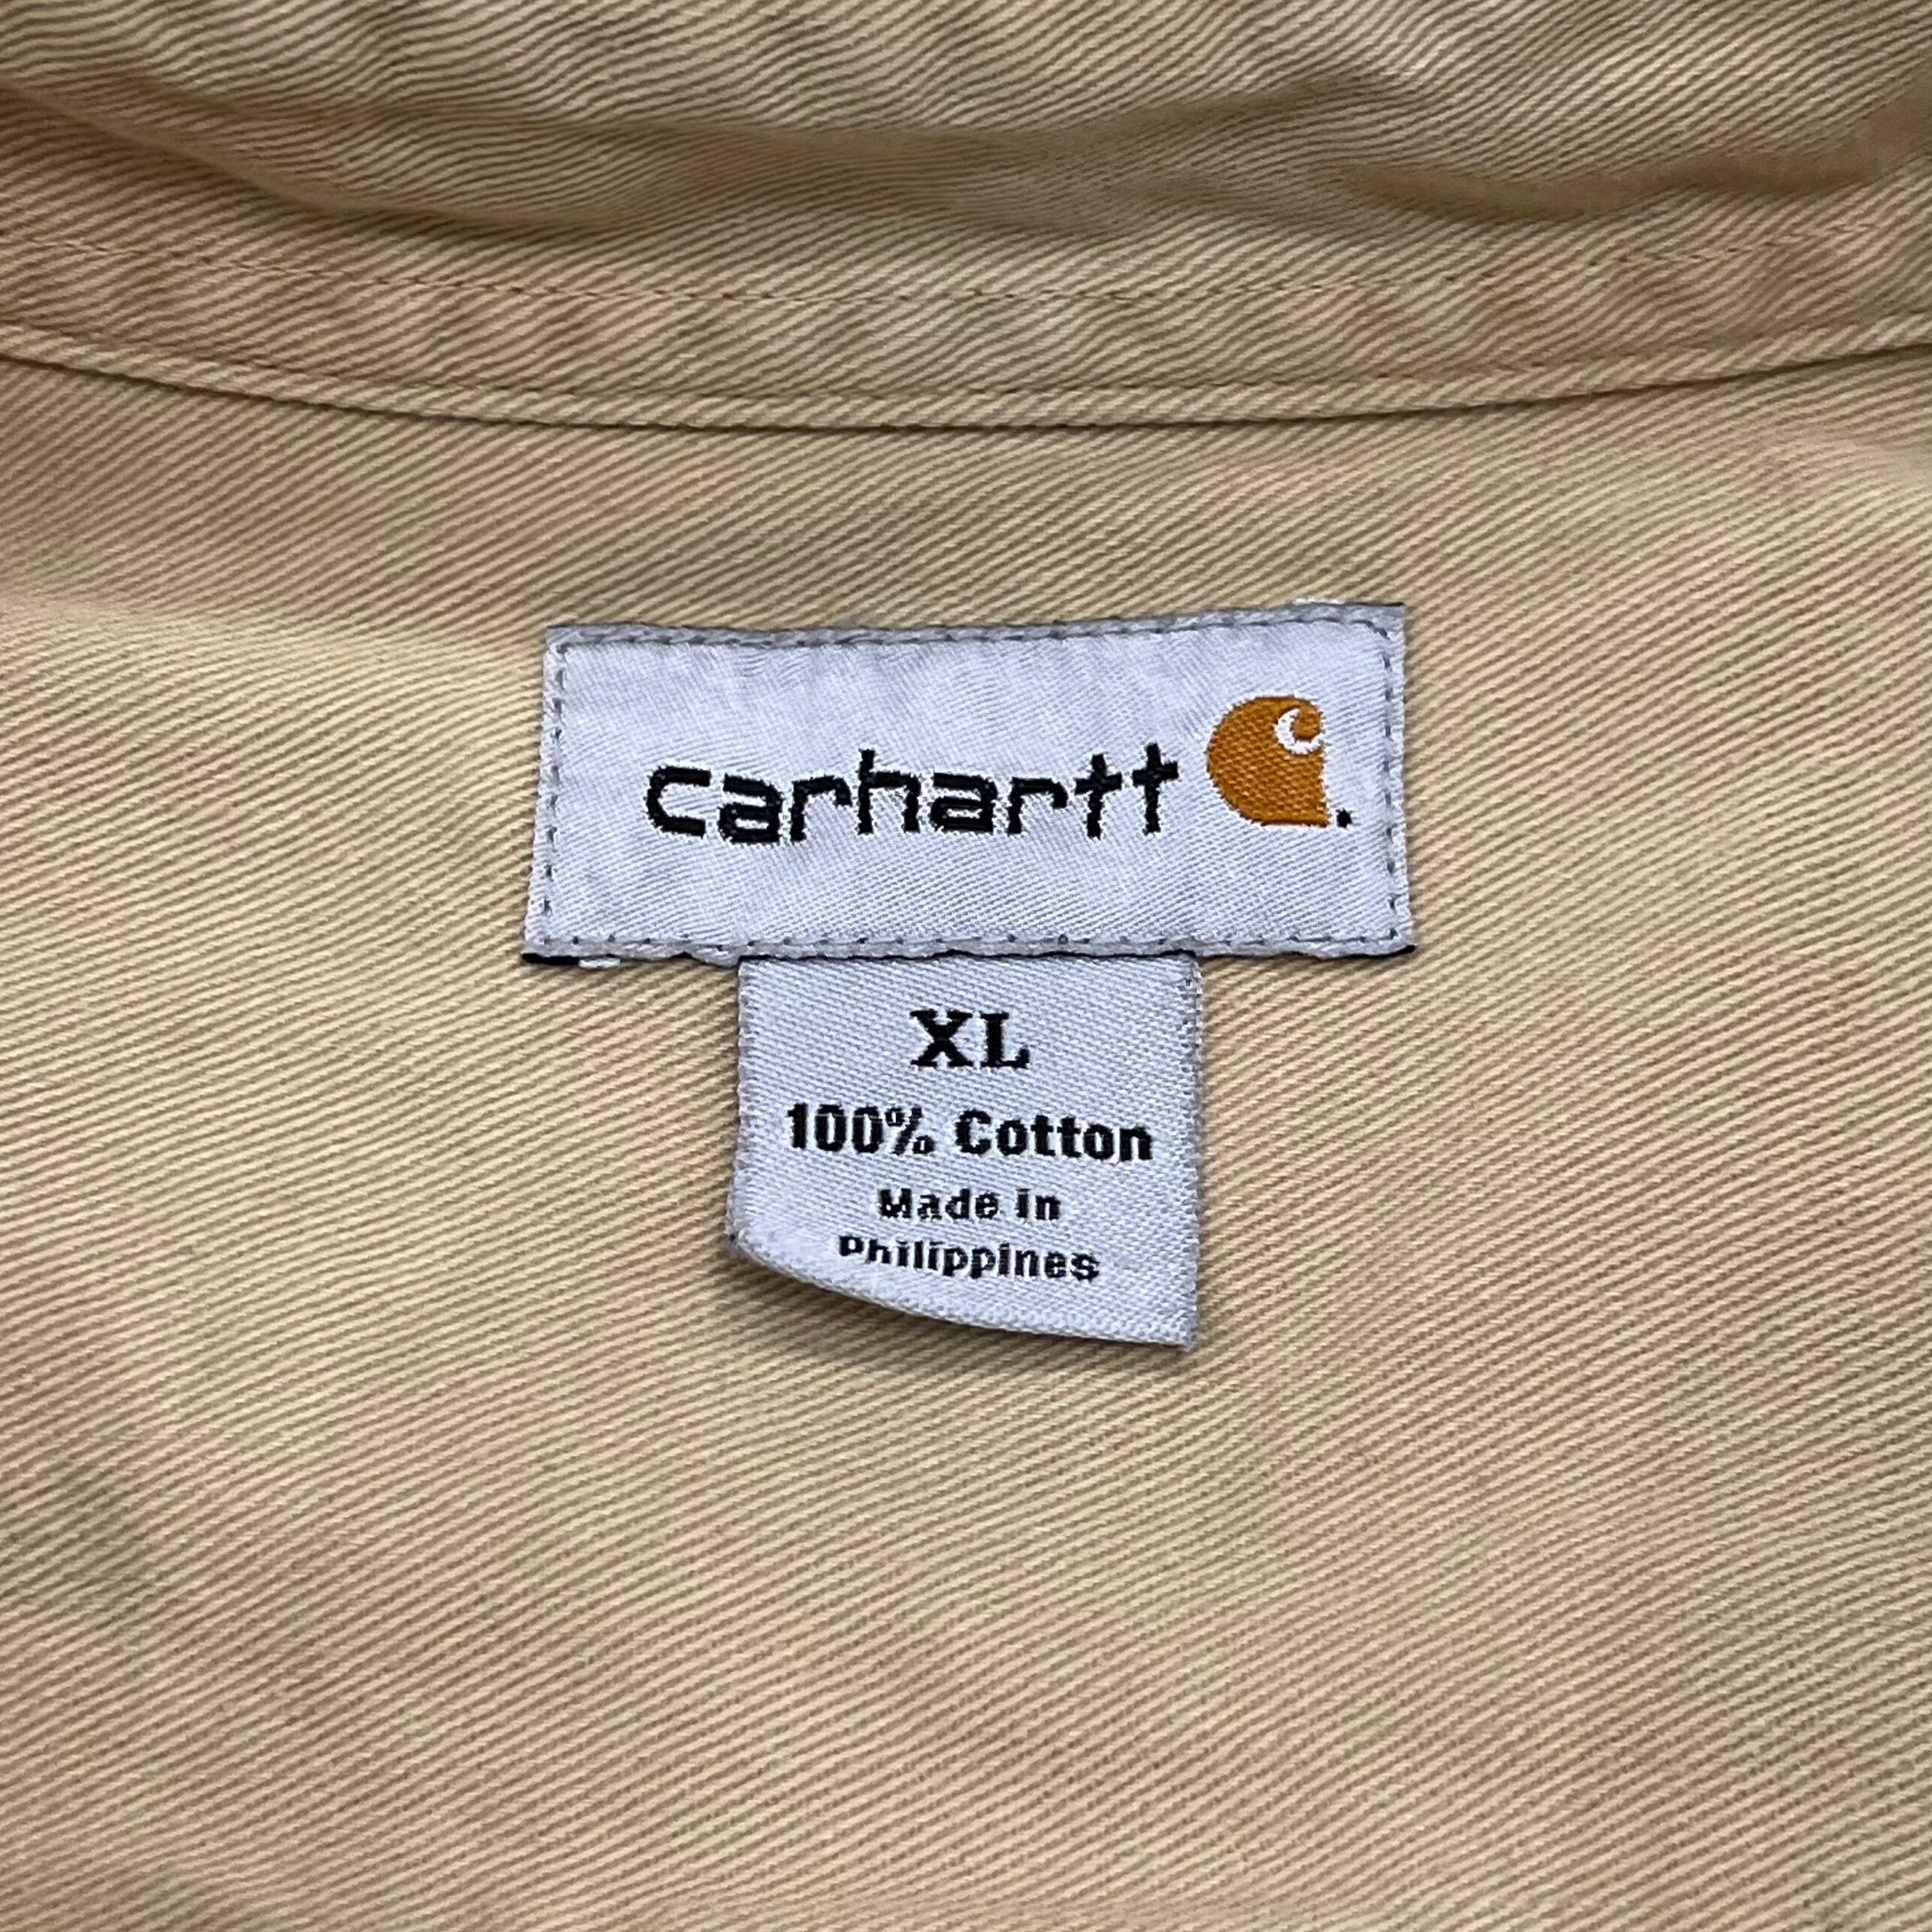 carhartt
XL
100% Cotton
Made in
Philippines